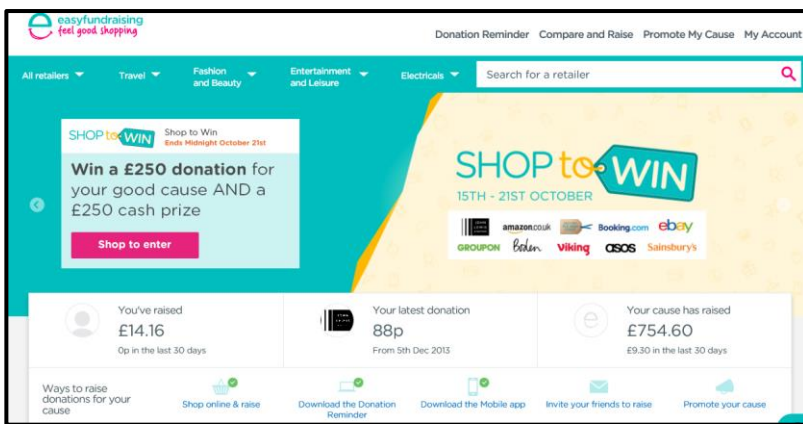 easyfundraising
feel good shopping
Donation Reminder Compare and Raise Promote My Cause My Account
All retailers Travel Fashion and Beauty Entertainment and Leisure Electricals Search for a retailer
SHOP to WIN
Shop to Win
Ends Midnight October 21st
Win a £250 donation for
your good cause AND a
£250 cash prize
Shop to enter
SHOP to WIN
15TH - 21ST OCTOBER
amazon.co.uk Booking.com ebay
GROUPON Boden Viking asos Sainsbury's
You've raised
£14.16
0p in the last 30 days
Your latest donation
88p
From 5th Dec 2013
Your cause has raised
£754.60
£9.30 in the last 30 days
Ways to raise
donations for your
cause
Shop online & raise
Download the Donation
Reminder
Download the Mobile app
Invite your friends to raise
Promote your cause